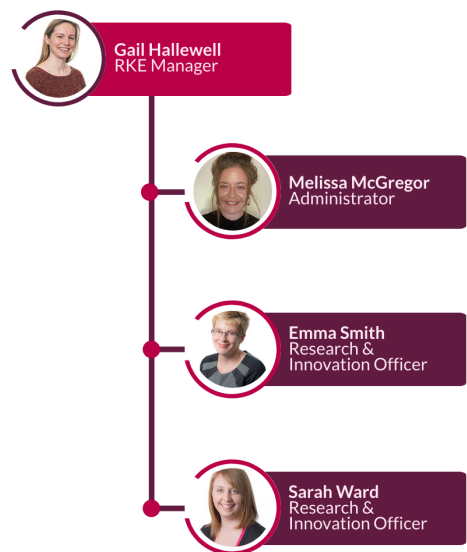 Gail Hallewell
RKE Manager
Melissa McGregor
Administrator
Emma Smith
Research &
Innovation Officer
Sarah Ward
Research &
Innovation Officer